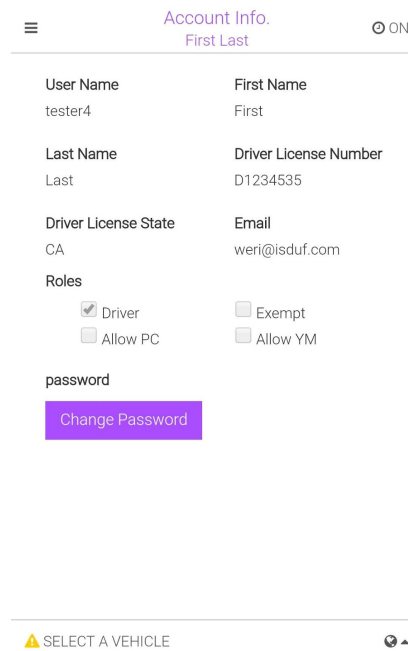 Account Info.
First Last
ON
User Name
First Name
tester4
First
Last Name
Driver License Number
Last
D1234535
Driver License State
Email
CA
weri@isduf.com
Roles
Driver
Exempt
Allow PC
Allow YM
password
Change Password
SELECT A VEHICLE